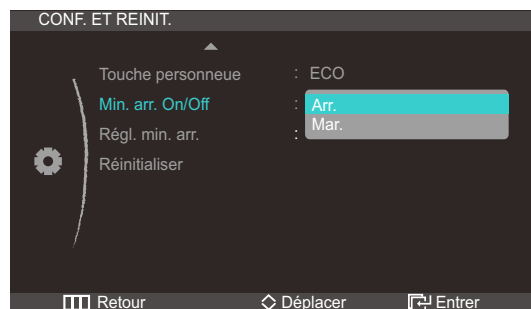 CONF. ET REINIT.
Touche personneue : ECO
Min. arr. On/Off : Arr.
Mar.
Régl. min. arr. :
Réinitialiser
Retour Déplacer Entrer